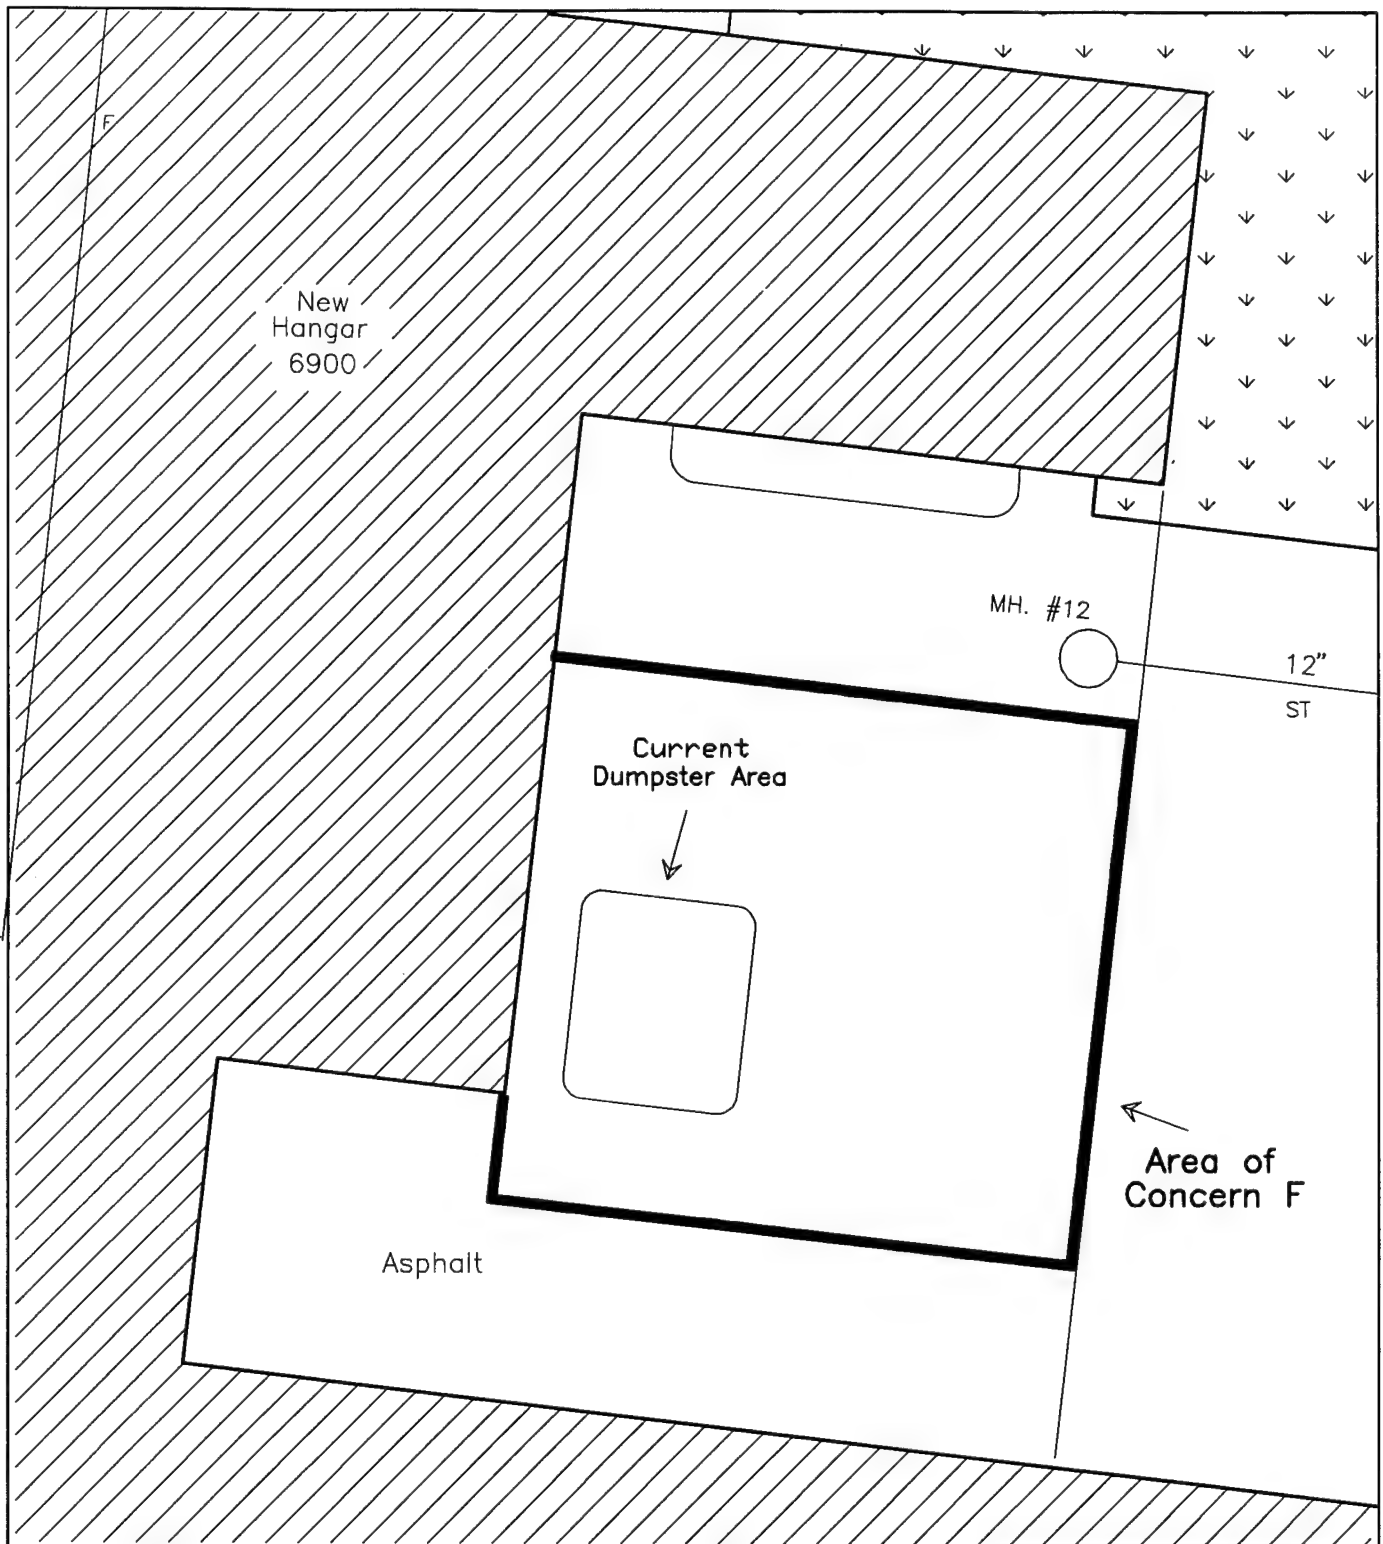 F
New
Hangar
6900
MH. #12
12”
ST
Current
Dumpster Area
Area of
Concern F
Asphalt